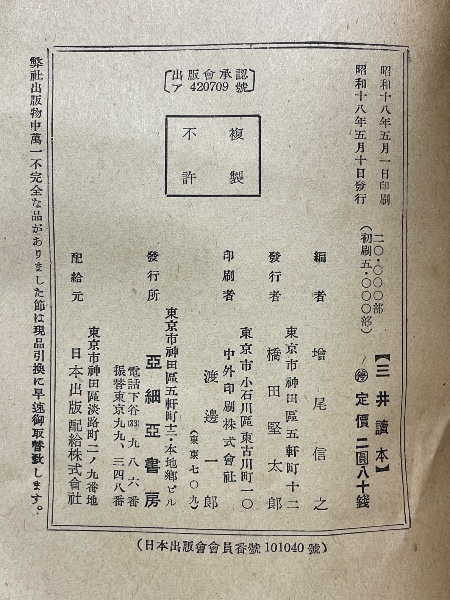 昭和十八年五月一日印刷
昭和十八年五月十日發行
二〇・〇〇〇部
(初刷五・〇〇〇部)
【三井讀本】
㊕ 定價二圓八十錢
出版會承認
ア 420709 號
複製
不許
編者 增尾信之
東京市神田區五軒町十二
發行者 橋田堅太郎
東京市小石川區東古川町一〇
中外印刷株式會社
印刷者 渡邊一郎
(東東七〇九)
東京市神田區五軒町十二・本地鄉ビル
發行所 亞細亞書房
電話下谷㈹九八六番
振替東京九九、三四八番
東京市神田區淡路町二ノ九番地
配給元 日本出版配給株式會社
弊社出版物中萬一不完全な品がありました節は現品引換に早速御取替致します。
(日本出版會會員番號 101040 號)